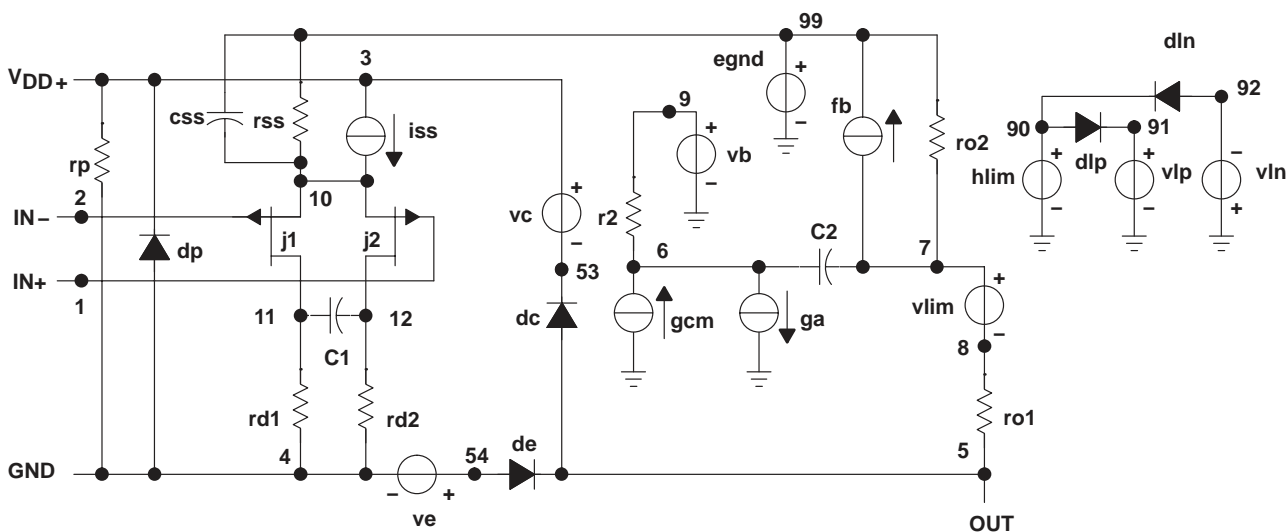 99
3
egnd
+
−
fb
dln
VDD+
css
rss
iss
9
+
−
vb
ro2
90
91
92
dlp
hlim
+
−
vlp
+
−
vln
−
+
rp
2
10
IN−
j1
j2
dp
vc
+
−
r2
6
C2
7
IN+
1
53
gcm
ga
vlim
+
−
11
12
C1
dc
8
rd1
rd2
ro1
GND
4
54
de
5
−
+
ve
OUT